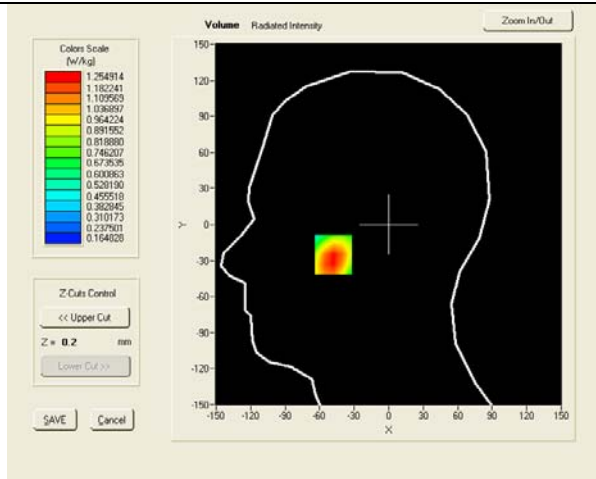 Volume Radiated Intensity
Zoom In/Out
Colors Scale
(W/kg)
1.254914
1.182241
1.109569
1.036897
0.964224
0.891552
0.818880
0.746207
0.673535
0.600863
0.528190
0.455518
0.382845
0.310173
0.237501
0.164828
Z-Cuts Control
<< Upper Cut
Z = 0.2 mm
Lower Cut >>
SAVE
Cancel
150-
120-
90-
60-
30-
0-
-30-
-60-
-90-
-120-
-150-
Y
-150 -120 -90 -60 -30 0 30 60 90 120 150
X